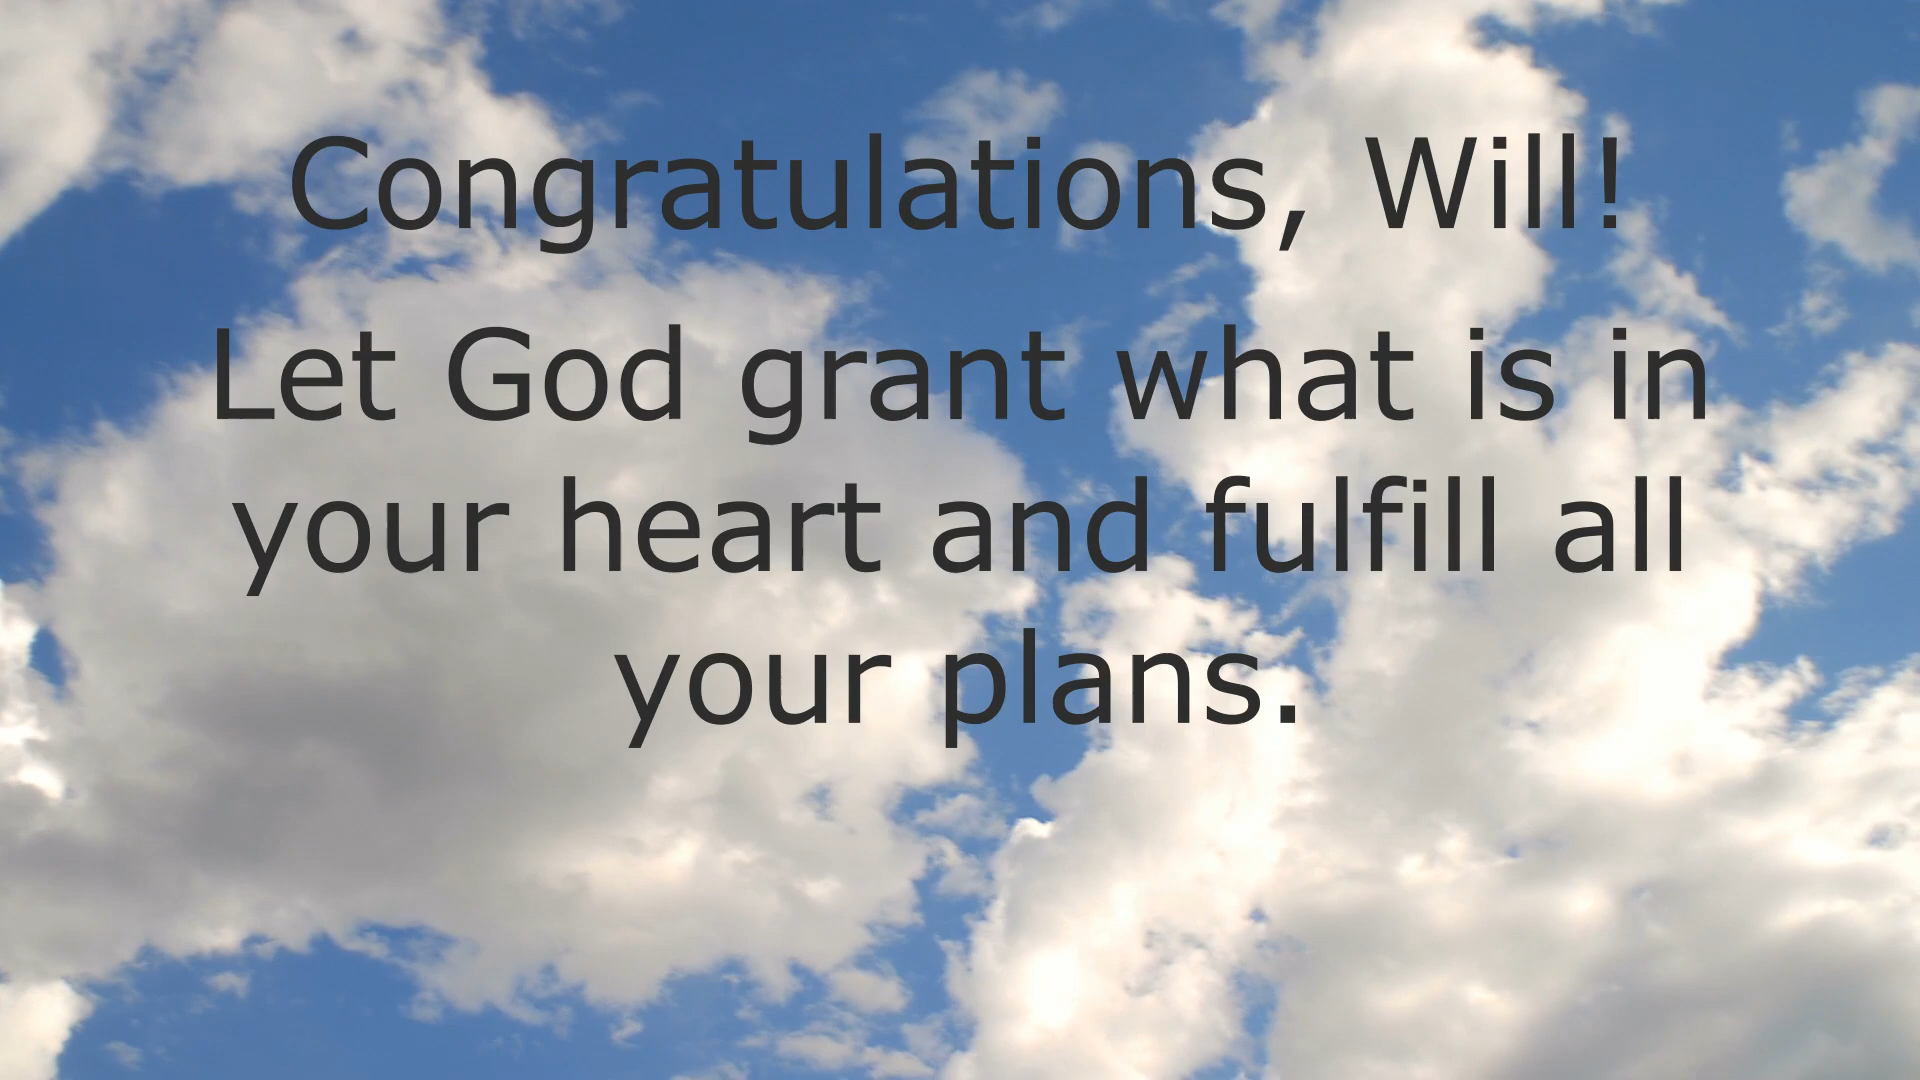 Congratulations, Will!
Let God grant what is in
your heart and fulfill all
your plans.